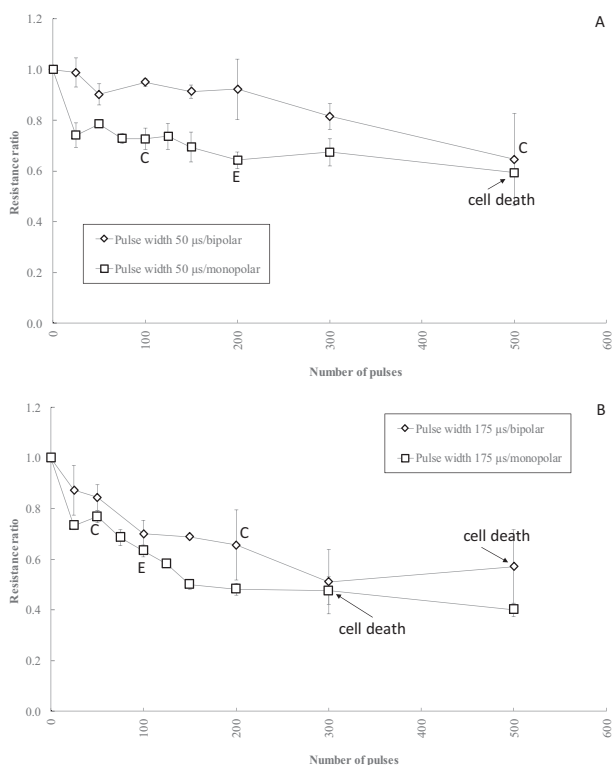 A
1.2
1.0
0.8
0.6
0.4
0.2
0.0
Resistance ratio
C
E
C
cell death
Pulse width 50 µs/bipolar
Pulse width 50 µs/monopolar
0
100
200
300
400
500
600
Number of pulses
B
1.2
1.0
0.8
0.6
0.4
0.2
0.0
Resistance ratio
Pulse width 175 µs/bipolar
Pulse width 175 µs/monopolar
C
E
C
cell death
cell death
0
100
200
300
400
500
600
Number of pulses